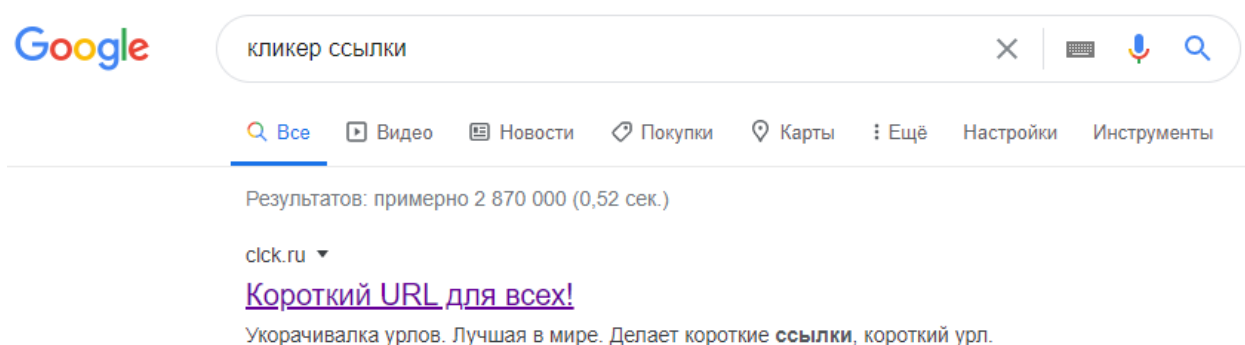 Google кликер ссылки
Все Видео Новости Покупки Карты Ещё Настройки Инструменты
Результатов: примерно 2 870 000 (0,52 сек.)
clck.ru
Короткий URL для всех!
Укорачивалка урлов. Лучшая в мире. Делает короткие ссылки, короткий урл.